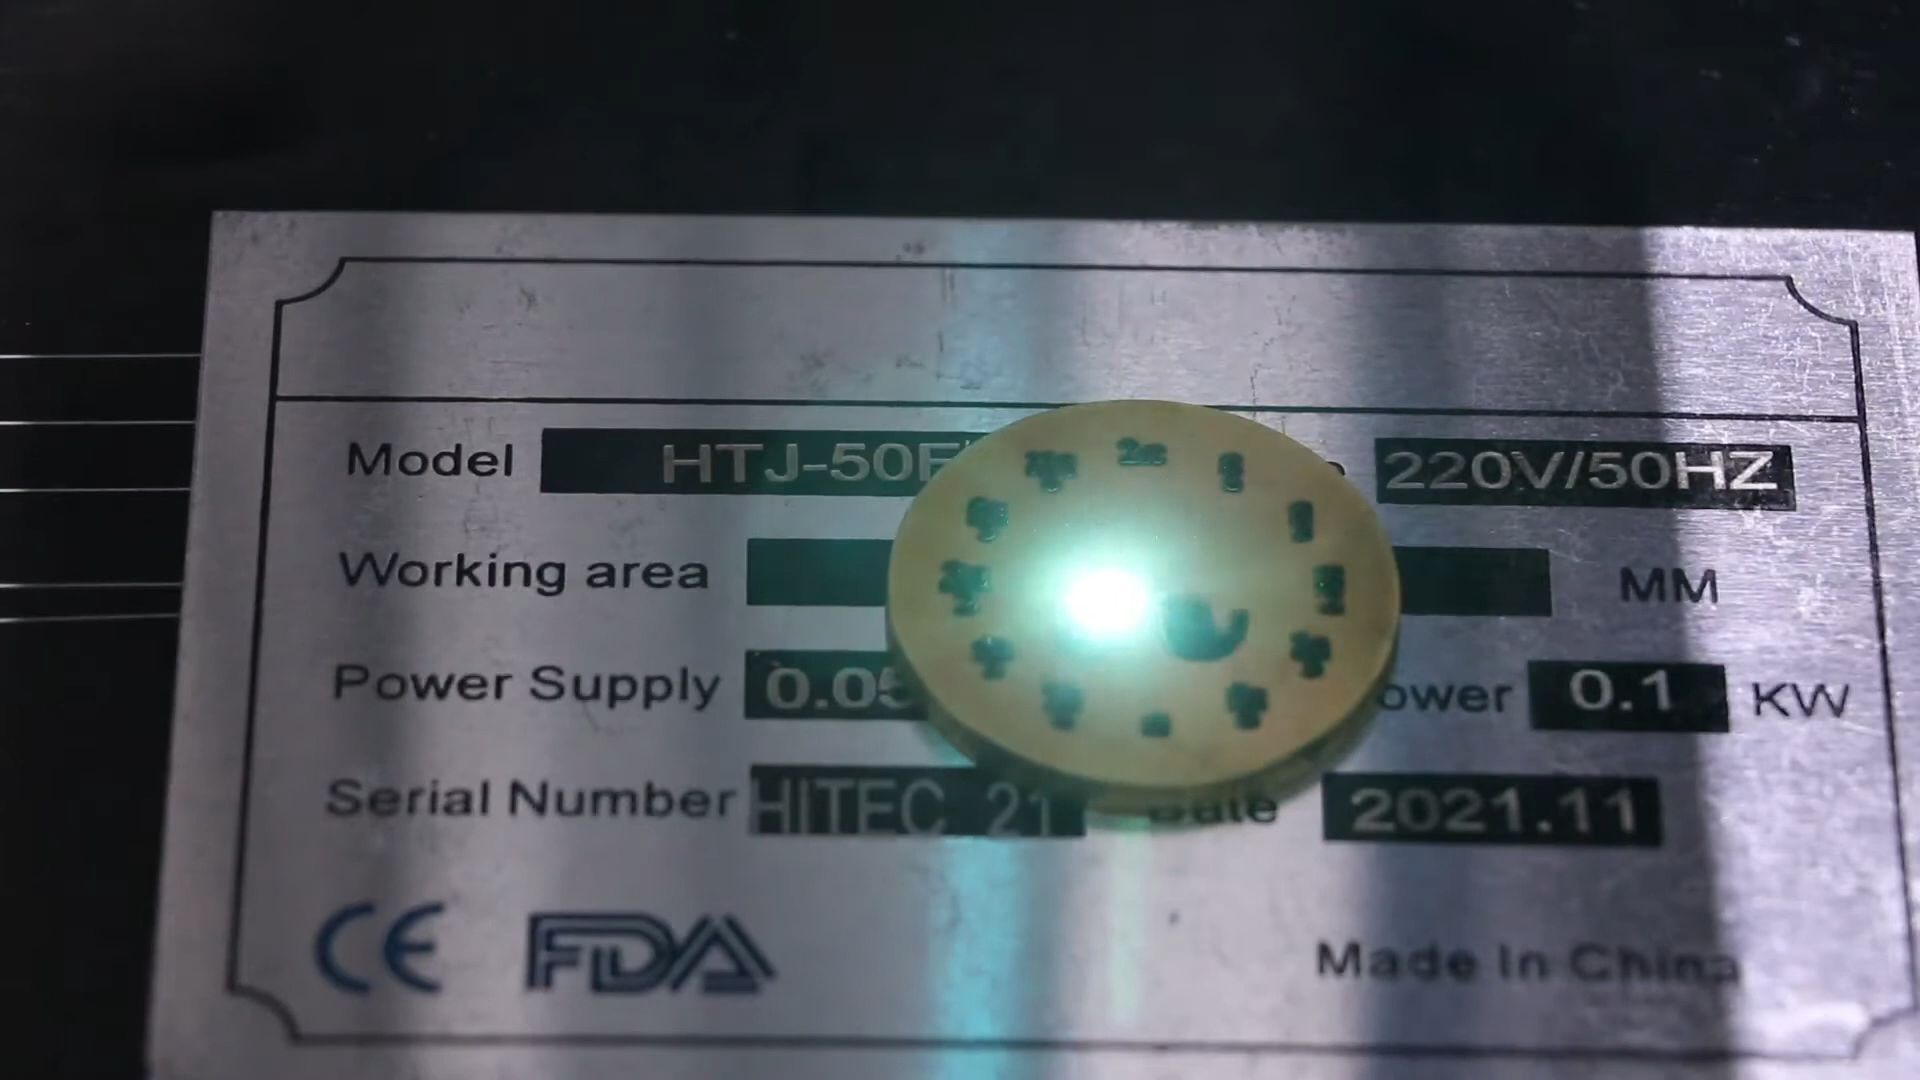 Model HTJ-50F 220V/50HZ
Working area MM
Power Supply 0.05 ower 0.1 KW
Serial Number HITEC 21 Date 2021.11
CE FDA Made In China